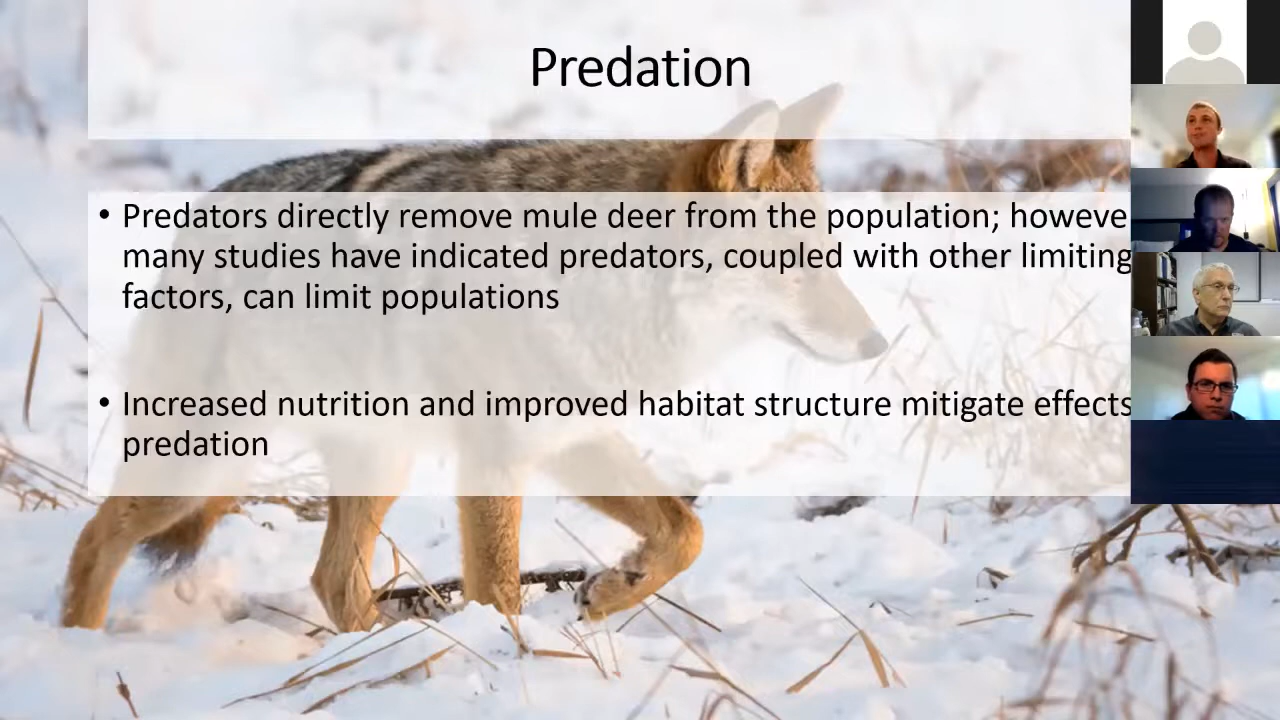 Predation
• Predators directly remove mule deer from the population; howeve
many studies have indicated predators, coupled with other limiting
factors, can limit populations
• Increased nutrition and improved habitat structure mitigate effects
predation